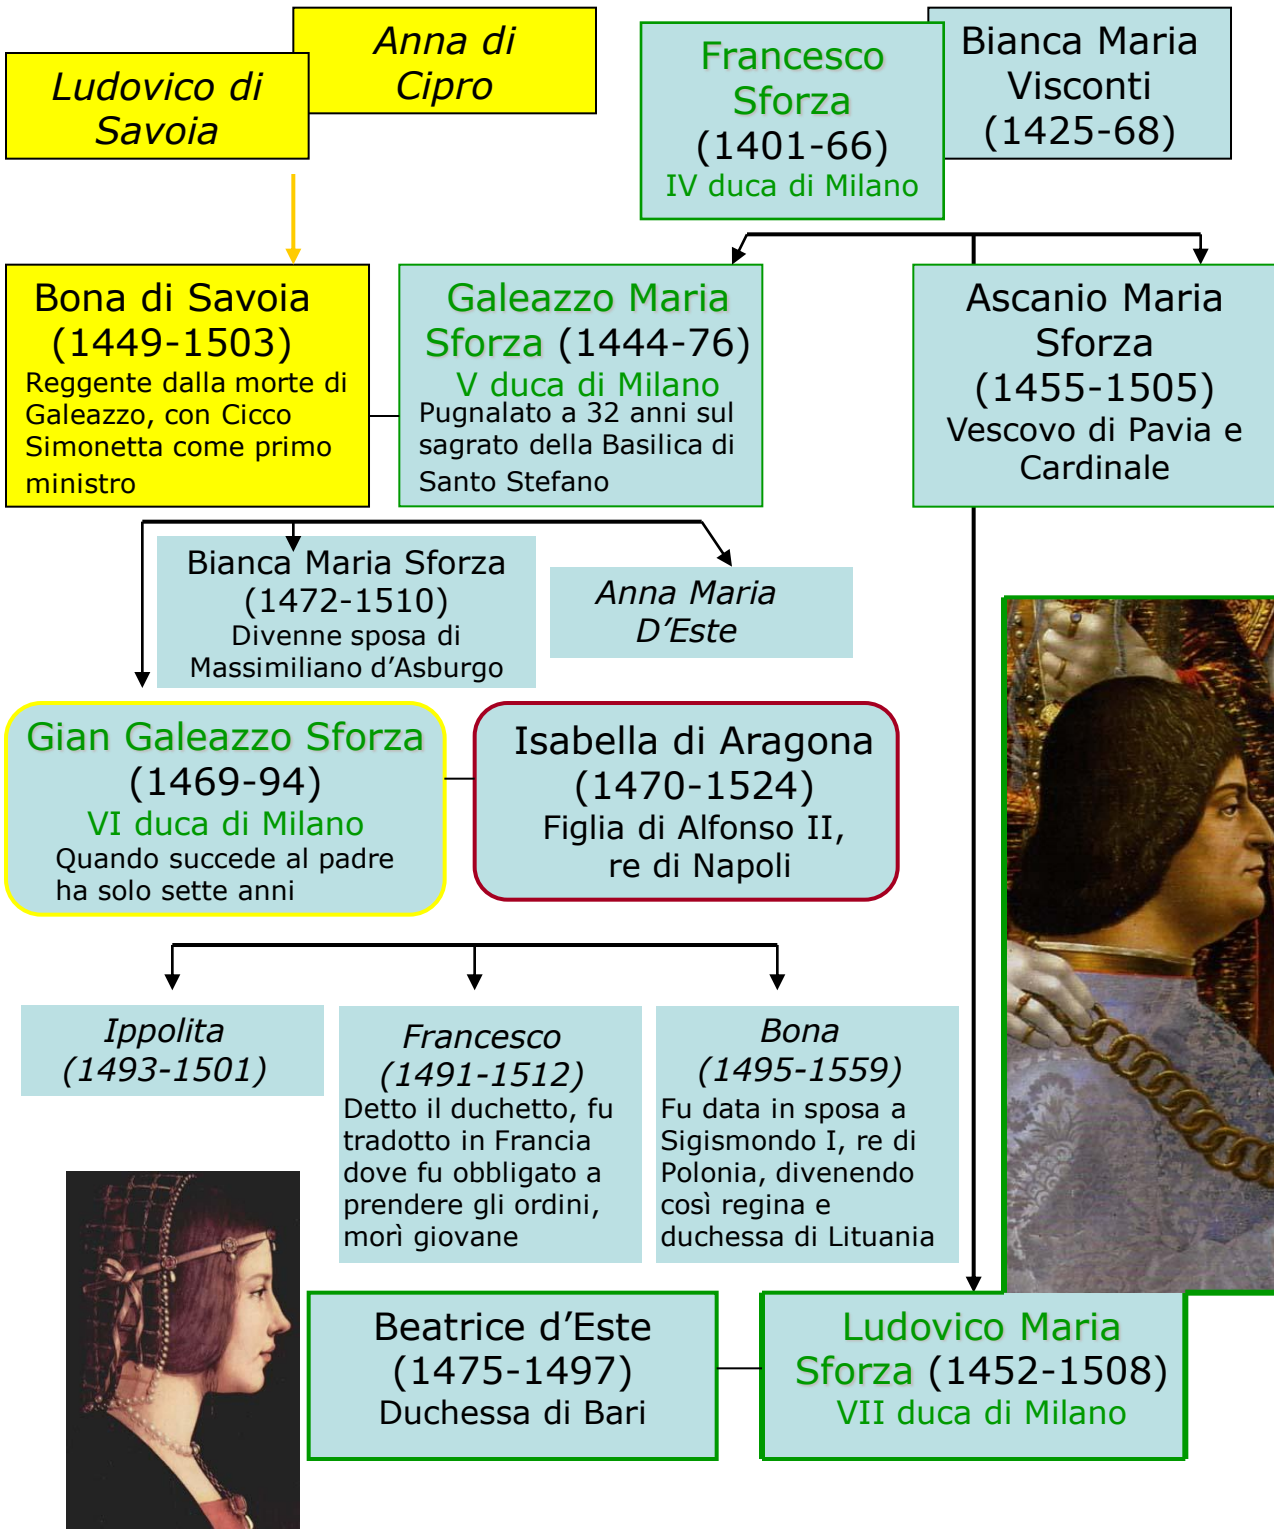 Anna di
Cipro
Ludovico di
Savoia
Francesco
Sforza
(1401-66)
IV duca di Milano
Bianca Maria
Visconti
(1425-68)
Bona di Savoia
(1449-1503)
Reggente dalla morte di
Galeazzo, con Cicco
Simonetta come primo
ministro
Galeazzo Maria
Sforza (1444-76)
V duca di Milano
Pugnalato a 32 anni sul
sagrato della Basilica di
Santo Stefano
Ascanio Maria
Sforza
(1455-1505)
Vescovo di Pavia e
Cardinale
Bianca Maria Sforza
(1472-1510)
Divenne sposa di
Massimiliano d’Asburgo
Anna Maria
D’Este
Gian Galeazzo Sforza
(1469-94)
VI duca di Milano
Quando succede al padre
ha solo sette anni
Isabella di Aragona
(1470-1524)
Figlia di Alfonso II,
re di Napoli
Ippolita
(1493-1501)
Francesco
(1491-1512)
Detto il duchetto, fu
tradotto in Francia
dove fu obbligato a
prendere gli ordini,
morì giovane
Bona
(1495-1559)
Fu data in sposa a
Sigismondo I, re di
Polonia, divenendo
così regina e
duchessa di Lituania
Beatrice d’Este
(1475-1497)
Duchessa di Bari
Ludovico Maria
Sforza (1452-1508)
VII duca di Milano